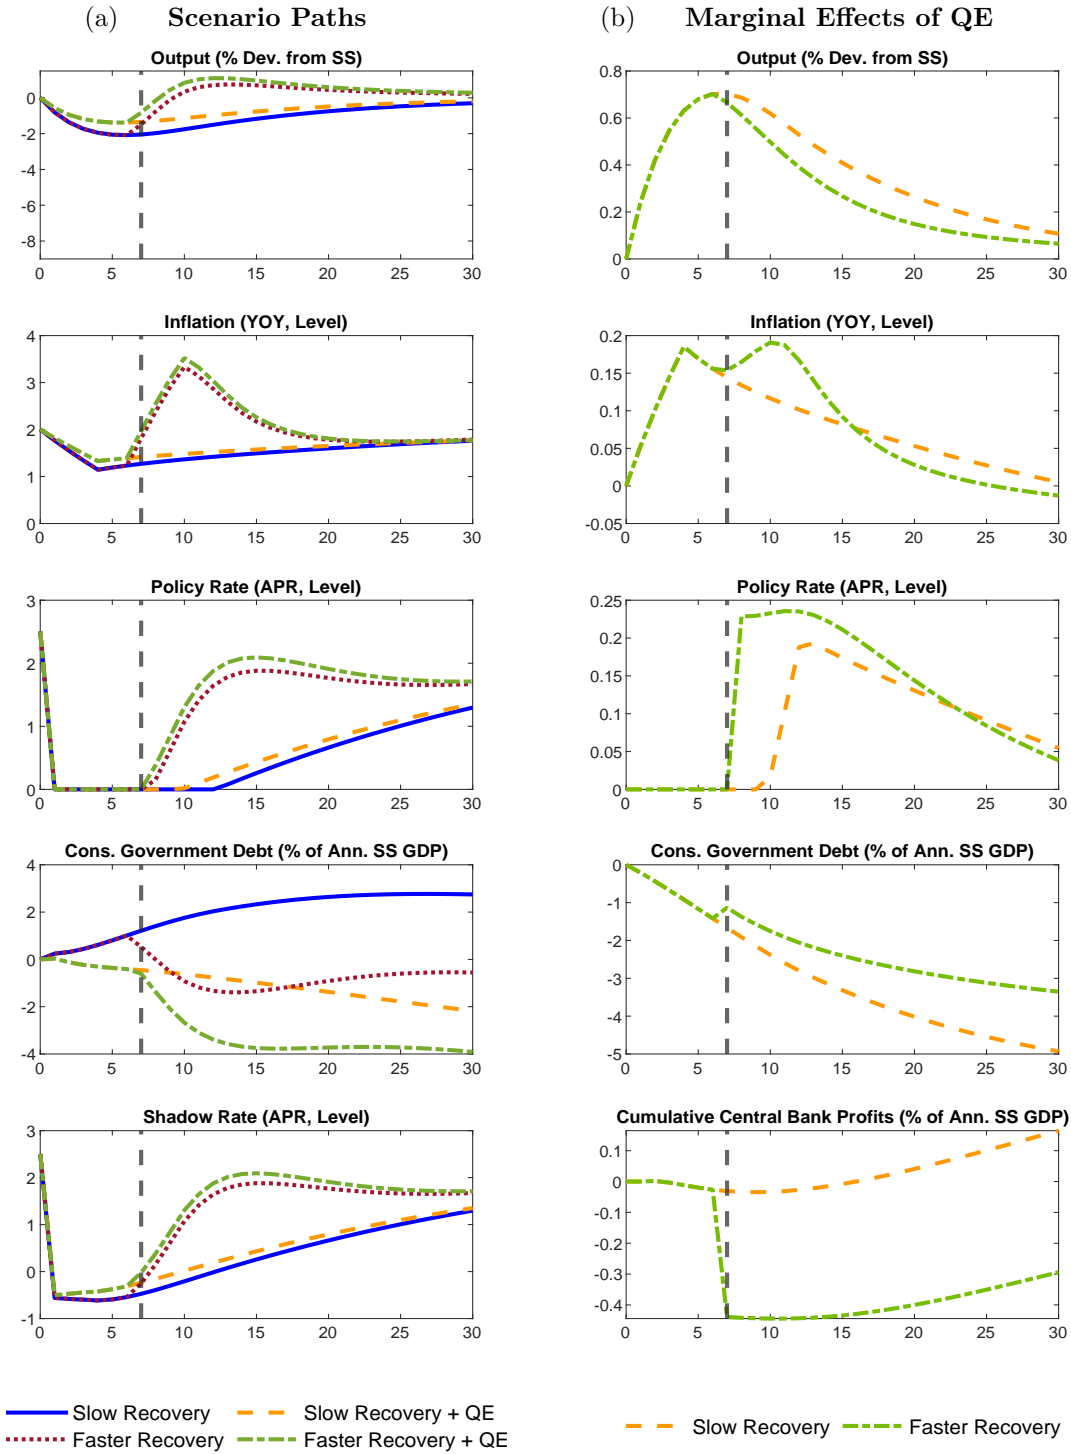 (a) Scenario Paths
(b) Marginal Effects of QE
Output (% Dev. from SS)
0
-2
-4
-6
-8
0 5 10 15 20 25 30
Output (% Dev. from SS)
0.8
0.6
0.4
0.2
0
0 5 10 15 20 25 30
Inflation (YOY, Level)
4
3
2
1
0
0 5 10 15 20 25 30
Inflation (YOY, Level)
0.2
0.15
0.1
0.05
0
-0.05
0 5 10 15 20 25 30
Policy Rate (APR, Level)
3
2
1
0
0 5 10 15 20 25 30
Policy Rate (APR, Level)
0.25
0.2
0.15
0.1
0.05
0
0 5 10 15 20 25 30
Cons. Government Debt (% of Ann. SS GDP)
4
2
0
-2
-4
0 5 10 15 20 25 30
Cons. Government Debt (% of Ann. SS GDP)
0
-1
-2
-3
-4
-5
0 5 10 15 20 25 30
Shadow Rate (APR, Level)
3
2
1
0
-1
0 5 10 15 20 25 30
Cumulative Central Bank Profits (% of Ann. SS GDP)
0.1
0
-0.1
-0.2
-0.3
-0.4
0 5 10 15 20 25 30
Slow Recovery
Slow Recovery + QE
Faster Recovery
Faster Recovery + QE
Slow Recovery
Faster Recovery